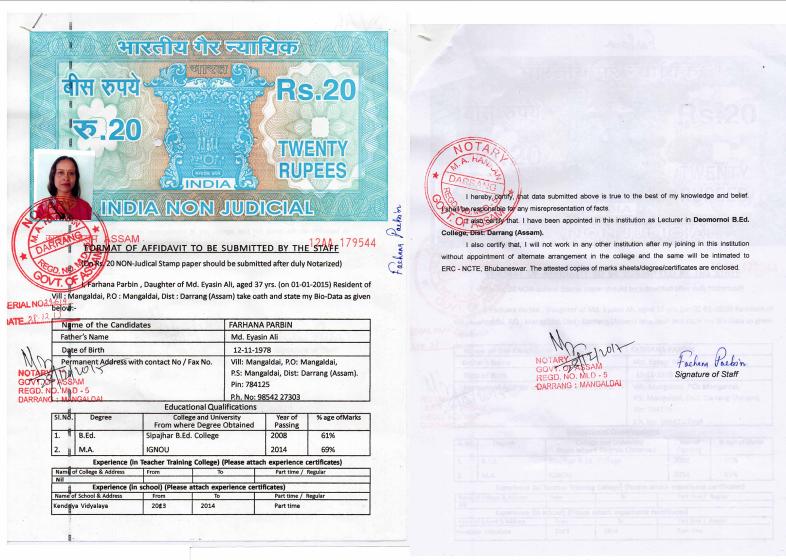 भारतीय गैर न्यायिक
भारत
बीस रुपये
Rs.20
रु.20
TWENTY
RUPEES
INDIA
INDIA NON JUDICIAL
ASSAM
12AA 179544
FORMAT OF AFFIDAVIT TO BE SUBMITTED BY THE STAFF
Rs. 20 NON-Judicial Stamp paper should be submitted after duly Notarized)
Farhana Parbin , Daughter of Md. Eyasin Ali, aged 37 yrs. (on 01-01-2015) Resident of
Vill : Mangaldai, P.O : Mangaldai, Dist : Darrang (Assam) take oath and state my Bio-Data as given
below:-
Name of the Candidates FARHANA PARBIN
Father's Name Md. Eyasin Ali
Date of Birth 12-11-1978
Permanent Address with contact No / Fax No. Vill: Mangaldai, P.O: Mangaldai,
P.S: Mangaldai, Dist: Darrang (Assam).
Pin: 784125
P.h. No: 98542 27303
Educational Qualifications
Sl.No. Degree College and University From where Degree Obtained Year of Passing % age ofMarks
1. B.Ed. Sipajhar B.Ed. College 2008 61%
2. M.A. IGNOU 2014 69%
Experience (In Teacher Training College) (Please attach experience certificates)
Name of College & Address From To Part time / Regular
Nil
Experience (in school) (Please attach experience certificates)
Name of School & Address From To Part time / Regular
Kendriya Vidyalaya 2013 2014 Part time
NOTARY
M.A. HANNAN
DARRANG
REGD. NO.
GOVT. OF ASSAM
SERIAL NO
DATE
NOTARY
GOVT. OF ASSAM
REGD. NO. MLD - 5
DARRANG : MANGALDAI
Farhana Parbin
NOTARY
M.A. HANNAN
DARRANG
REGD. NO.
GOVT. OF ASSAM
I hereby certify, that data submitted above is true to the best of my knowledge and belief.
I shall be responsible for any misrepresentation of facts.
I also certify that. I have been appointed in this institution as Lecturer in Deomornoi B.Ed.
College, Dist: Darrang (Assam).
I also certify that, I will not work in any other institution after my joining in this institution
without appointment of alternate arrangement in the college and the same will be intimated to
ERC - NCTE, Bhubaneswar. The attested copies of marks sheets/degree/certificates are enclosed.
NOTARY
GOVT. OF ASSAM
REGD. NO. MLD - 5
DARRANG : MANGALDAI
Farhana Parbin
Signature of Staff